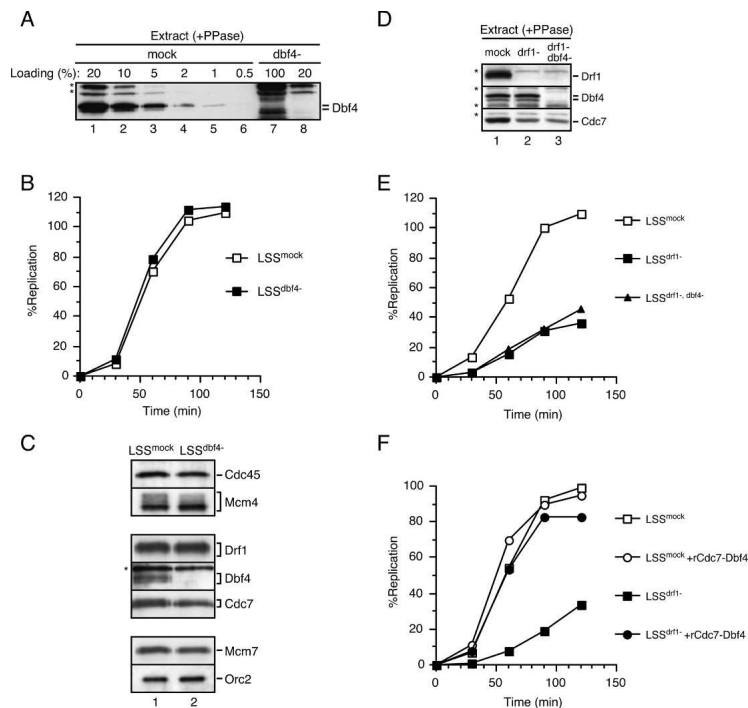 A
Extract (+PPase)
mock dbf4-
Loading (%): 20 10 5 2 1 0.5 100 20
*
*
Dbf4
1 2 3 4 5 6 7 8
B
120
100
80
60
40
20
0
%Replication
0 50 100 150
Time (min)
LSSmock
LSSdbf4-
C
LSSmock LSSdbf4-
Cdc45
Mcm4
Drf1
*
Dbf4
Cdc7
Mcm7
Orc2
1 2
D
Extract (+PPase)
mock drf1- drf1- dbf4-
*
Drf1
*
Dbf4
*
Cdc7
1 2 3
E
120
100
80
60
40
20
0
%Replication
0 50 100 150
Time (min)
LSSmock
LSSdrf1-
LSSdrf1-, dbf4-
F
100
80
60
40
20
0
%Replication
0 50 100 150
Time (min)
LSSmock
LSSmock +rCdc7-Dbf4
LSSdrf1-
LSSdrf1- +rCdc7-Dbf4